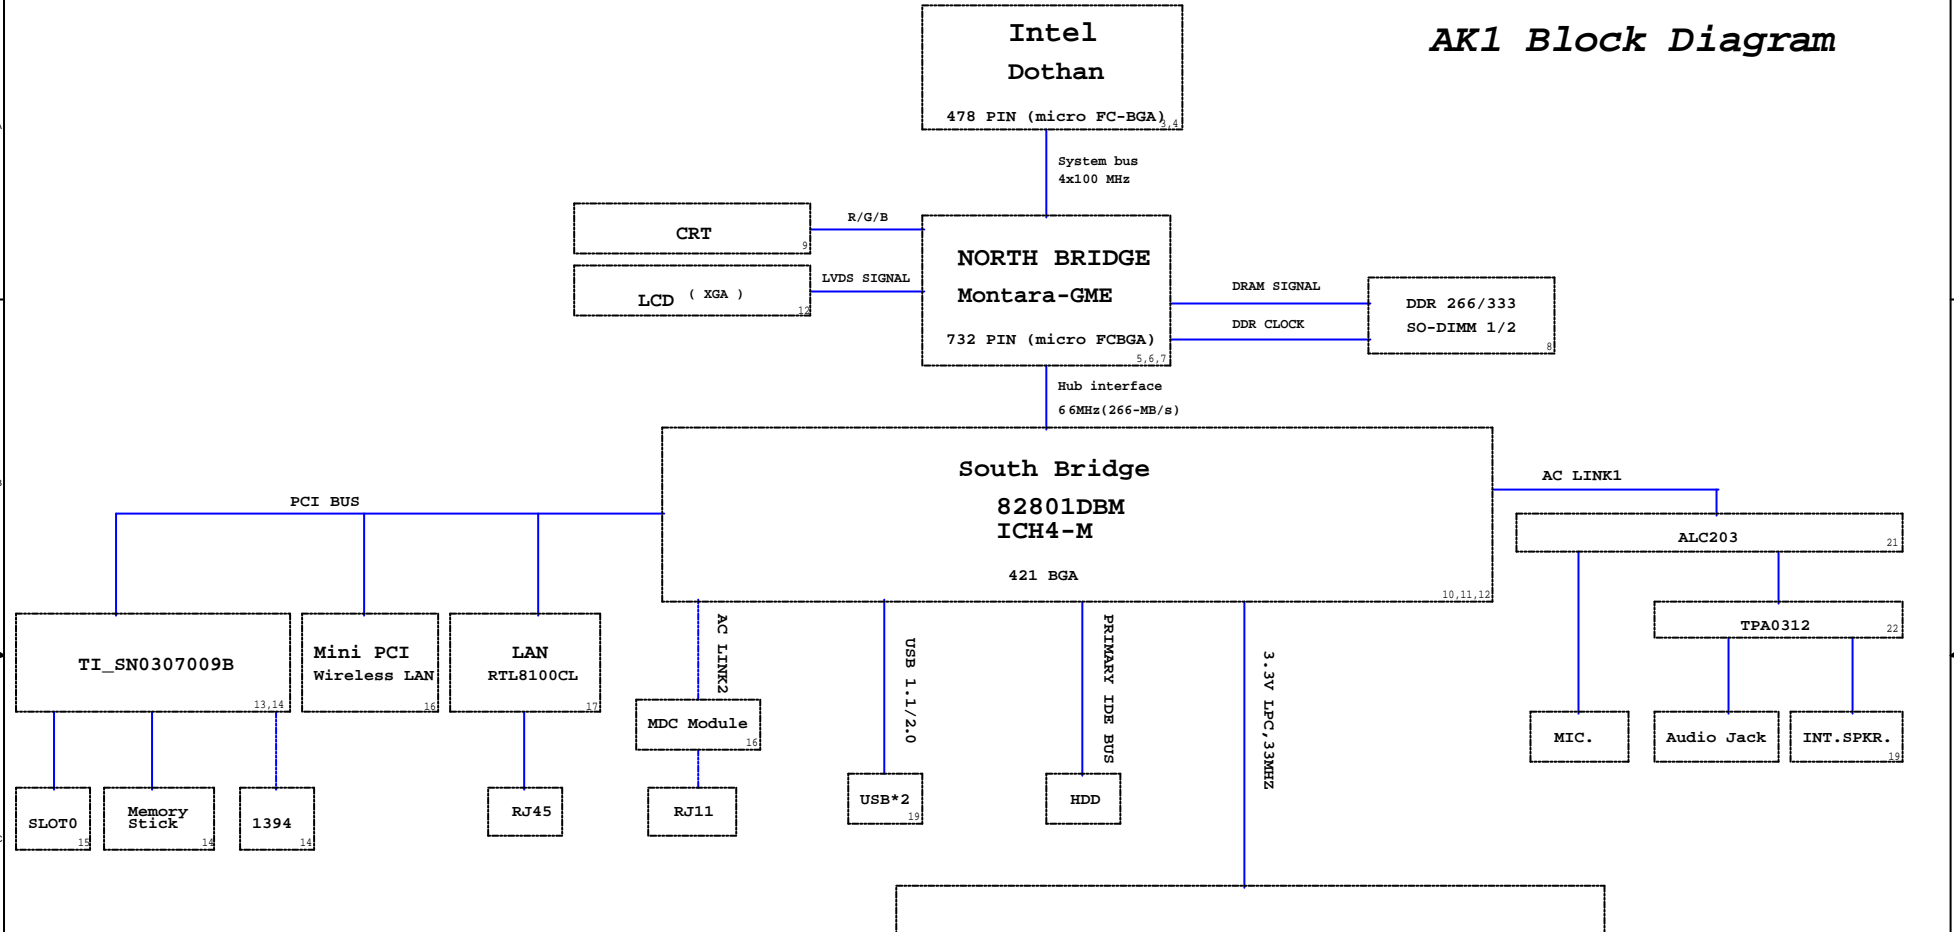 AK1 Block Diagram
Intel
Dothan
478 PIN (micro FC-BGA)
3,4
System bus
4x100 MHz
CRT
9
R/G/B
LCD ( XGA )
12
LVDS SIGNAL
NORTH BRIDGE
Montara-GME
732 PIN (micro FCBGA)
5,6,7
DRAM SIGNAL
DDR CLOCK
DDR 266/333
SO-DIMM 1/2
8
Hub interface
66MHz(266-MB/s)
South Bridge
82801DBM
ICH4-M
421 BGA
10,11,12
PCI BUS
AC LINK1
ALC203
21
TPA0312
22
TI_SN0307009B
13,14
Mini PCI
Wireless LAN
16
LAN
RTL8100CL
17
AC LINK2
MDC Module
16
USB 1.1/2.0
PRIMARY IDE BUS
3.3V LPC,33MHZ
MIC.
Audio Jack
INT.SPKR.
19
SLOT0
15
Memory
Stick
14
1394
14
RJ45
RJ11
USB*2
19
HDD